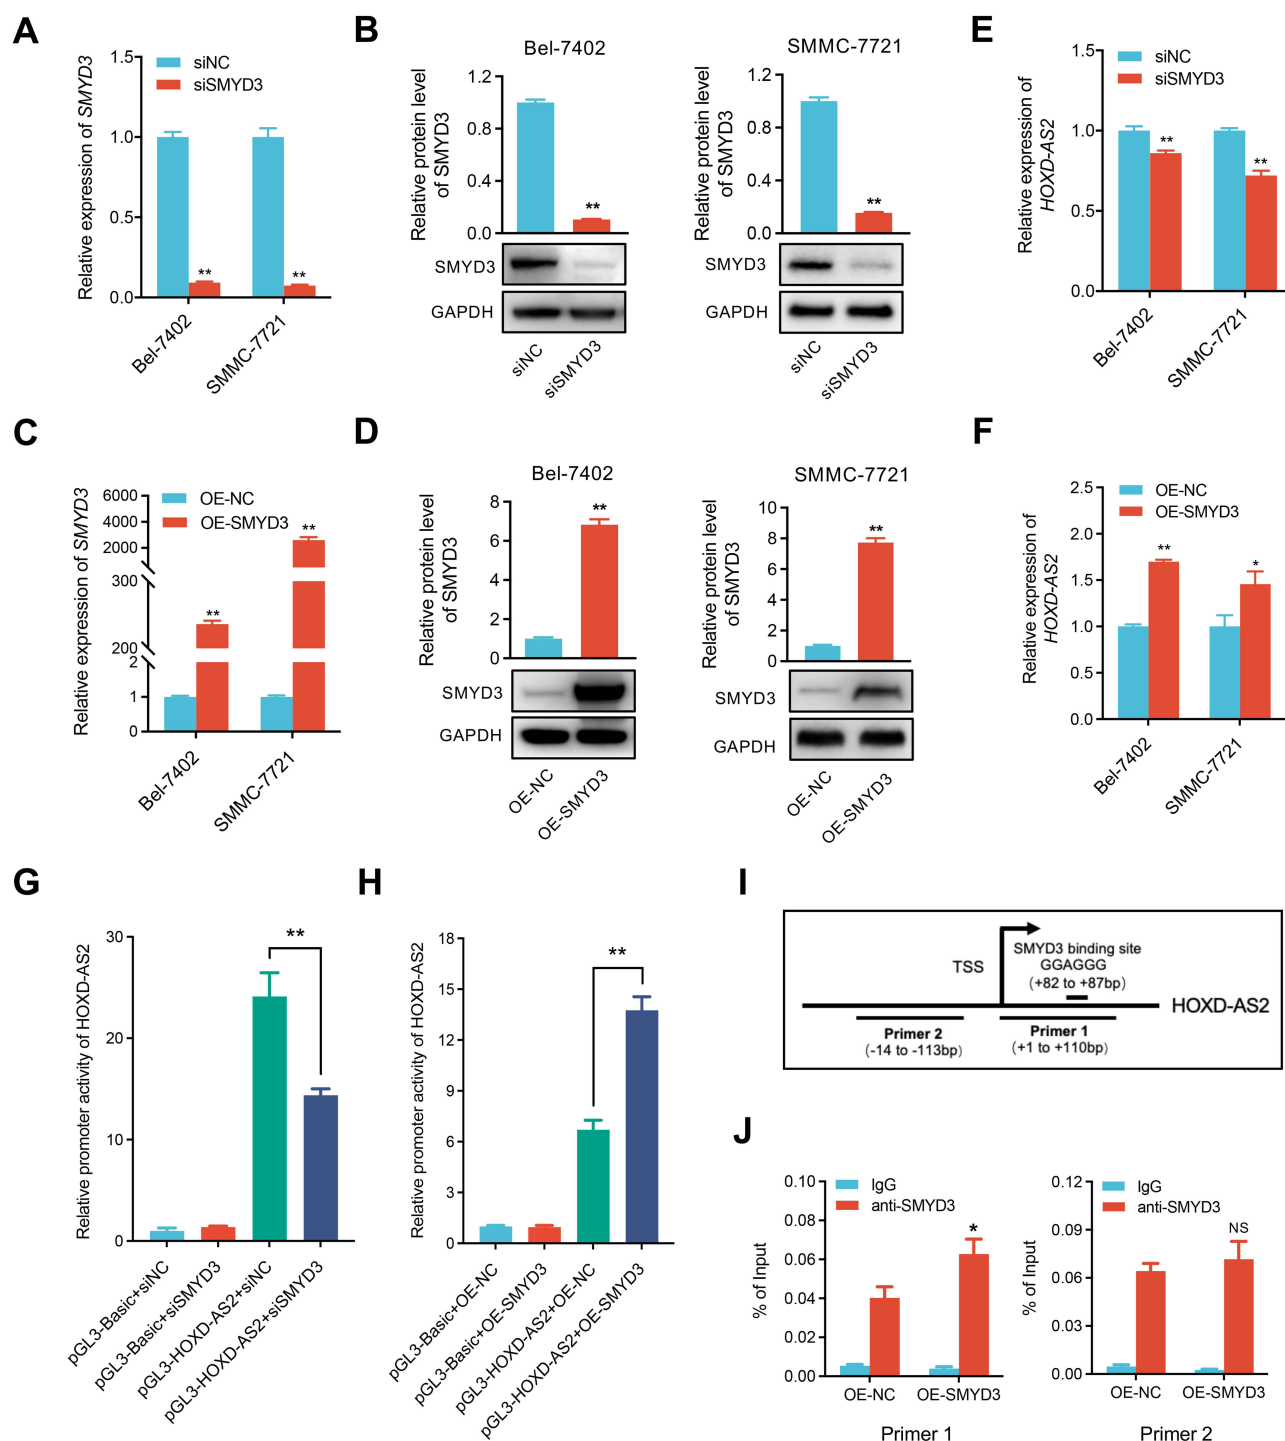 A
Relative expression of SMYD3
1.5
1.0
0.5
0.0
siNC
siSMYD3
**
**
Bel-7402
SMMC-7721
B
Bel-7402
Relative protein level
of SMYD3
1.2
0.8
0.4
0.0
**
SMYD3
GAPDH
siNC
siSMYD3
SMMC-7721
Relative protein level
of SMYD3
1.2
0.8
0.4
0.0
**
SMYD3
GAPDH
siNC
siSMYD3
E
Relative expression of
HOXD-AS2
1.5
1.0
0.5
0.0
siNC
siSMYD3
**
**
Bel-7402
SMMC-7721
C
Relative expression of SMYD3
6000
4000
2000
300
200
2
1
0
OE-NC
OE-SMYD3
**
**
Bel-7402
SMMC-7721
D
Bel-7402
Relative protein level
of SMYD3
8
6
4
2
0
**
SMYD3
GAPDH
OE-NC
OE-SMYD3
SMMC-7721
Relative protein level
of SMYD3
10
8
6
4
2
0
**
SMYD3
GAPDH
OE-NC
OE-SMYD3
F
Relative expression of
HOXD-AS2
2.5
2.0
1.5
1.0
0.5
0.0
OE-NC
OE-SMYD3
**
*
Bel-7402
SMMC-7721
G
Relative promoter activity of HOXD-AS2
30
20
10
0
**
pGL3-Basic+siNC
pGL3-Basic+siSMYD3
pGL3-HOXD-AS2+siNC
pGL3-HOXD-AS2+siSMYD3
H
Relative promoter activity of HOXD-AS2
18
15
12
9
6
3
0
**
pGL3-Basic+OE-NC
pGL3-Basic+OE-SMYD3
pGL3-HOXD-AS2+OE-NC
pGL3-HOXD-AS2+OE-SMYD3
I
TSS
SMYD3 binding site
GGAGGG
(+82 to +87bp)
HOXD-AS2
Primer 2
(-14 to -113bp)
Primer 1
(+1 to +110bp)
J
% of Input
0.10
0.08
0.06
0.04
0.02
0.00
IgG
anti-SMYD3
*
OE-NC
OE-SMYD3
Primer 1
% of Input
0.12
0.09
0.06
0.03
0.00
IgG
anti-SMYD3
NS
OE-NC
OE-SMYD3
Primer 2